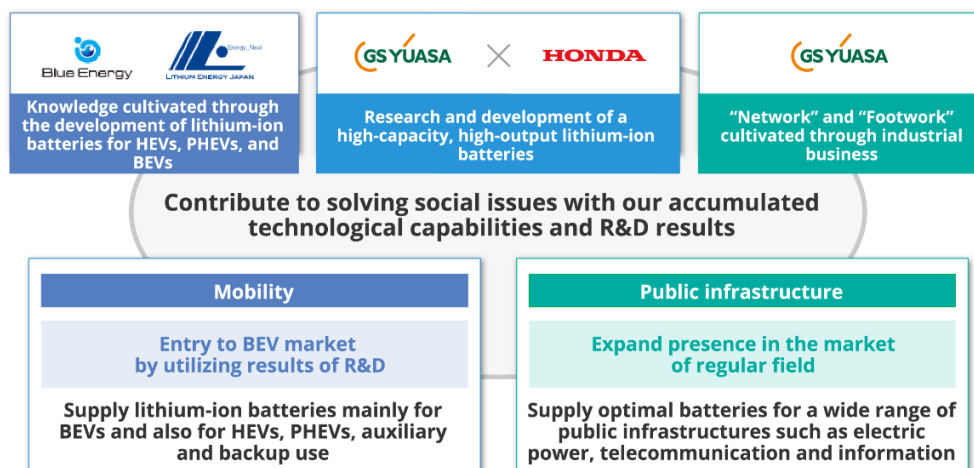 Blue Energy
Energy_Next
LITHIUM ENERGY JAPAN
Knowledge cultivated through
the development of lithium-ion
batteries for HEVs, PHEVs, and
BEVs
GS YUASA
HONDA
Research and development of a
high-capacity, high-output lithium-ion
batteries
GS YUASA
“Network” and “Footwork”
cultivated through industrial
business
Contribute to solving social issues with our accumulated
technological capabilities and R&D results
Mobility
Entry to BEV market
by utilizing results of R&D
Supply lithium-ion batteries mainly for
BEVs and also for HEVs, PHEVs, auxiliary
and backup use
Public infrastructure
Expand presence in the market
of regular field
Supply optimal batteries for a wide range of
public infrastructures such as electric
power, telecommunication and information